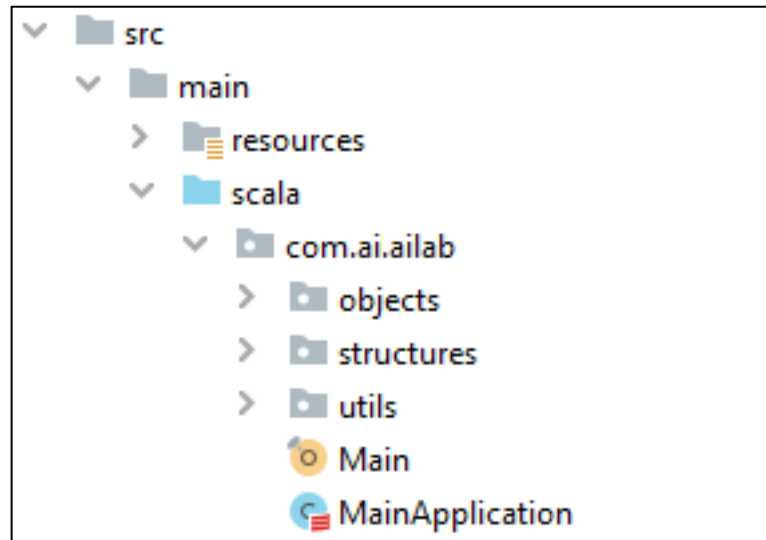 src
main
resources
scala
com.ai.ailab
objects
structures
utils
Main
MainApplication